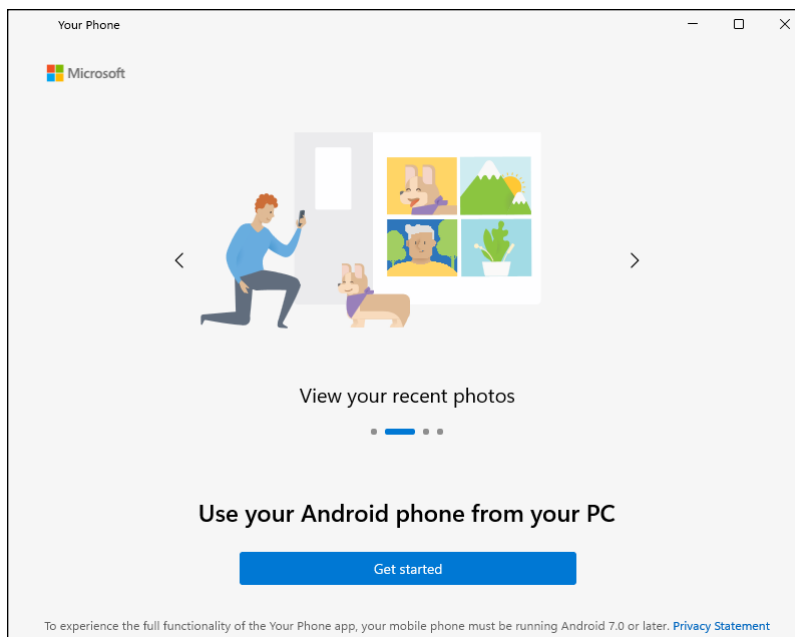 Your Phone
Microsoft
View your recent photos
Use your Android phone from your PC
Get started
To experience the full functionality of the Your Phone app, your mobile phone must be running Android 7.0 or later. Privacy Statement